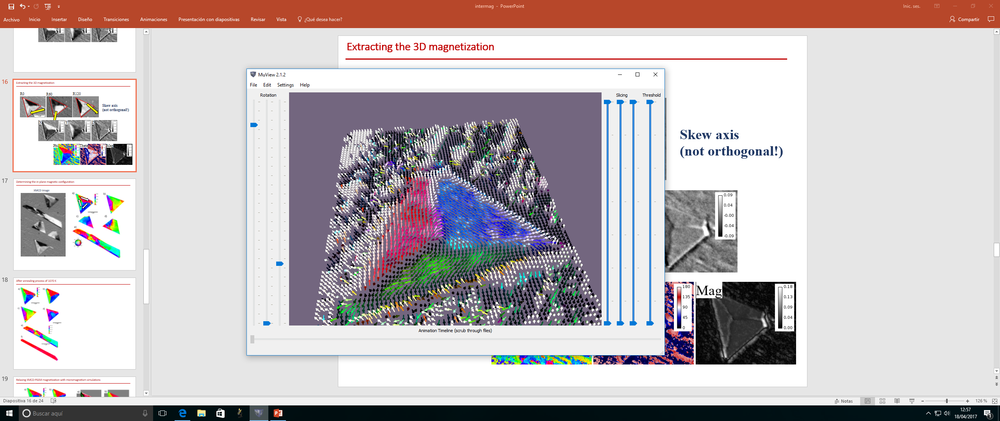 intermag - PowerPoint
Inic. ses.
Archivo Inicio Insertar Diseño Transiciones Animaciones Presentación con diapositivas Revisar Vista ¿Qué desea hacer?
Compartir
16
Extracting the 3D magnetization
R0 R60 R120
Skew axis
(not orthogonal!)
X Y Z
Phi Theta Mag
17
Determining the in-plane magnetic configuration
XMCD image
a) b)
c) d)
e)
18
After annealing process of 1070 K
19
Relaxing XMCD-PEEM magnetization with micromagnetism simulations
Extracting the 3D magnetization
Skew axis
(not orthogonal!)
0.09
0.04
-0.00
-0.04
-0.09
180
135
90
45
0
Mag
0.18
0.13
0.09
0.04
0.00
MuView 2.1.2
File Edit Settings Help
Rotation
Slicing Threshold
Animation Timeline (scrub through files)
Diapositiva 16 de 24
Notas
126 %
Buscar aquí
12:57
18/04/2017
1